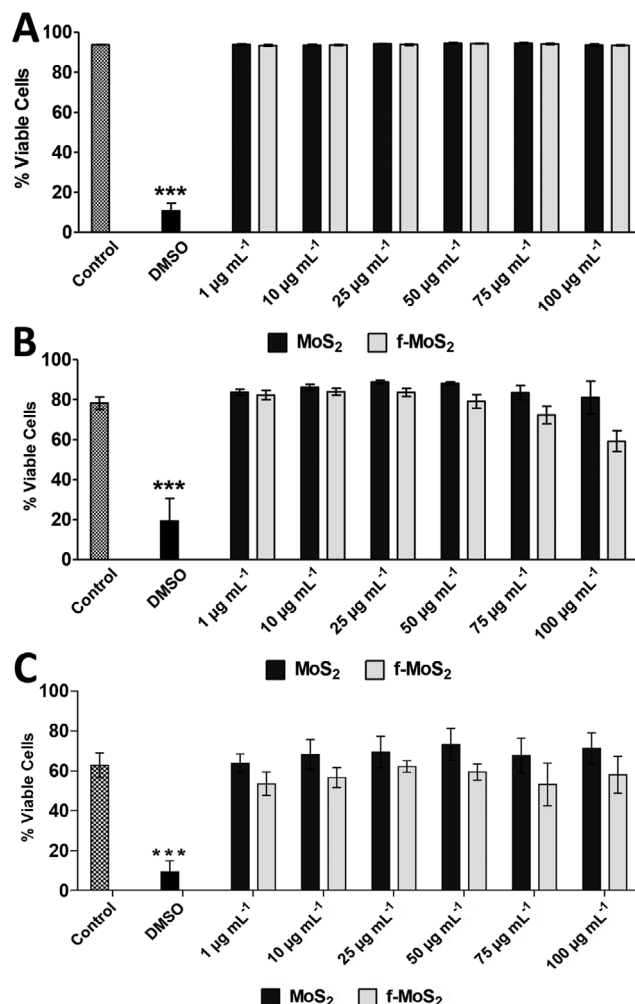 A
% Viable Cells
100
80
60
40
20
0
***
Control
DMSO
1 µg mL⁻¹
10 µg mL⁻¹
25 µg mL⁻¹
50 µg mL⁻¹
75 µg mL⁻¹
100 µg mL⁻¹
MoS₂ f-MoS₂
B
% Viable Cells
100
80
60
40
20
0
***
Control
DMSO
1 µg mL⁻¹
10 µg mL⁻¹
25 µg mL⁻¹
50 µg mL⁻¹
75 µg mL⁻¹
100 µg mL⁻¹
MoS₂ f-MoS₂
C
% Viable Cells
100
80
60
40
20
0
***
Control
DMSO
1 µg mL⁻¹
10 µg mL⁻¹
25 µg mL⁻¹
50 µg mL⁻¹
75 µg mL⁻¹
100 µg mL⁻¹
MoS₂ f-MoS₂